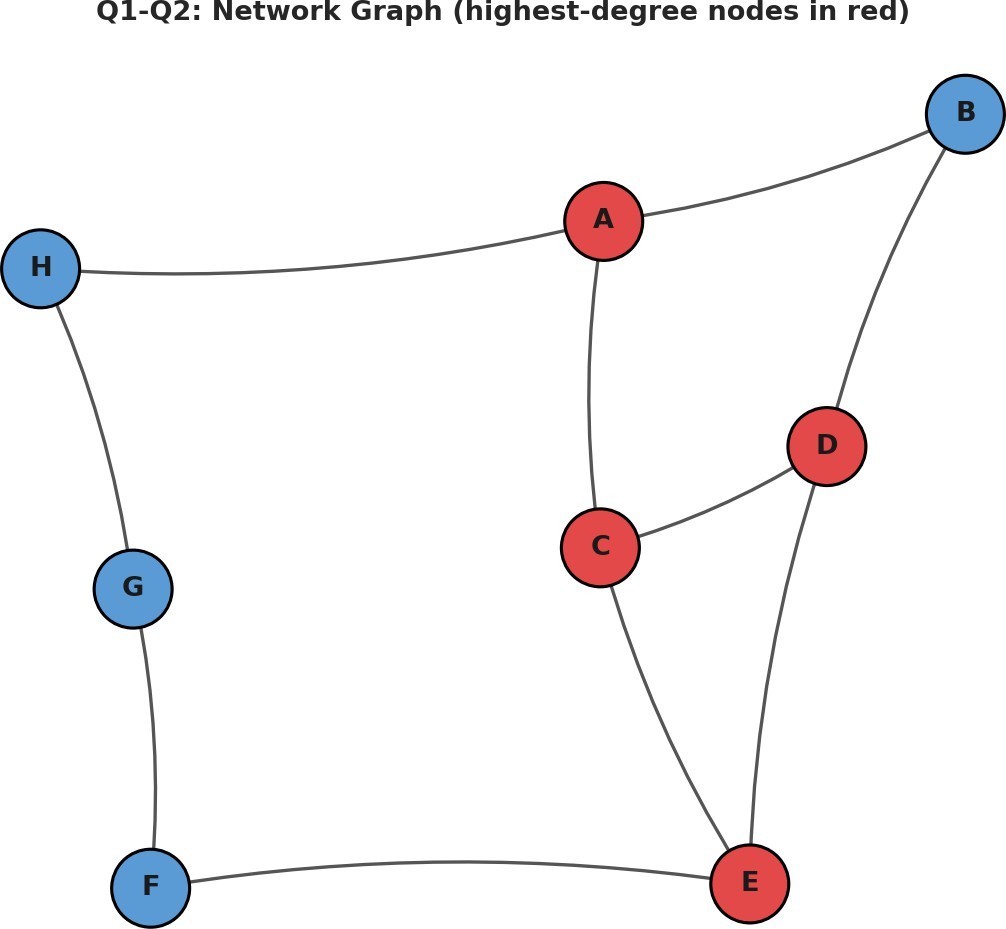 Q1-Q2: Network Graph (highest-degree nodes in red)
B
A
H
D
C
G
E
F